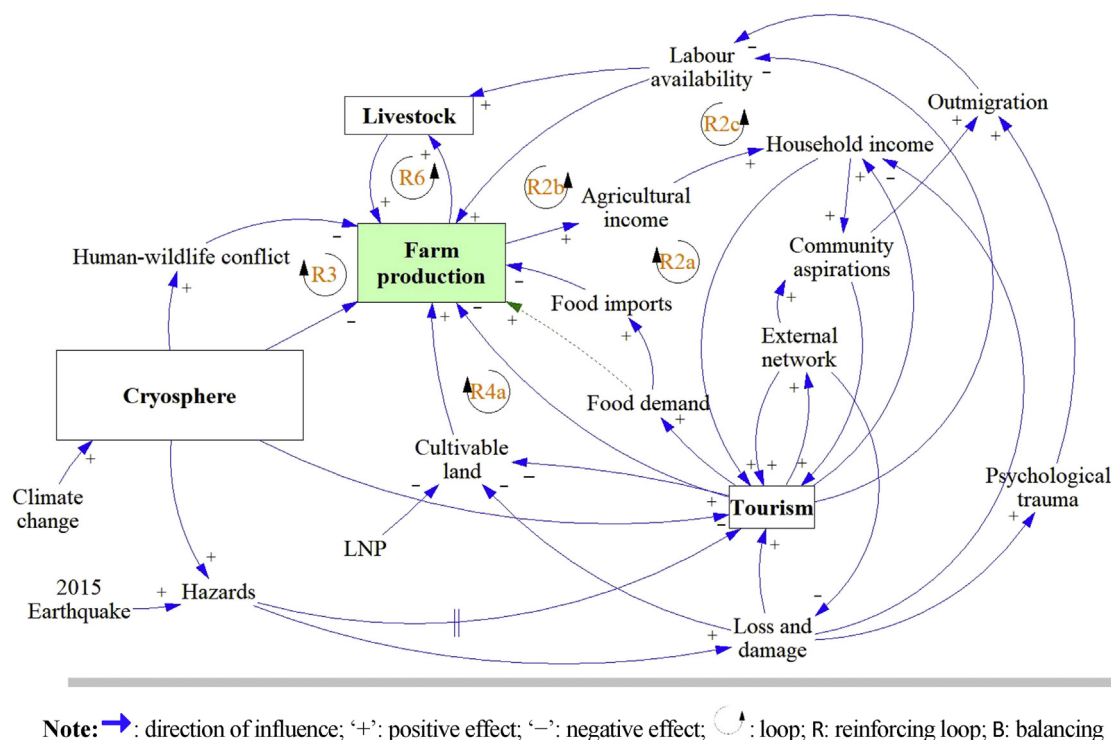 Labour
availability
Outmigration
Livestock
R2c
Household income
R6
R2b
Agricultural
income
Human-wildlife conflict
Farm
production
R3
R2a
Community
aspirations
Food imports
External
network
Cryosphere
R4a
Food demand
Cultivable
land
Climate
change
Psychological
trauma
Tourism
LNP
2015
Earthquake
Hazards
Loss and
damage
Note: : direction of influence; ‘+’: positive effect; ‘−’: negative effect; : loop; R: reinforcing loop; B: balancing